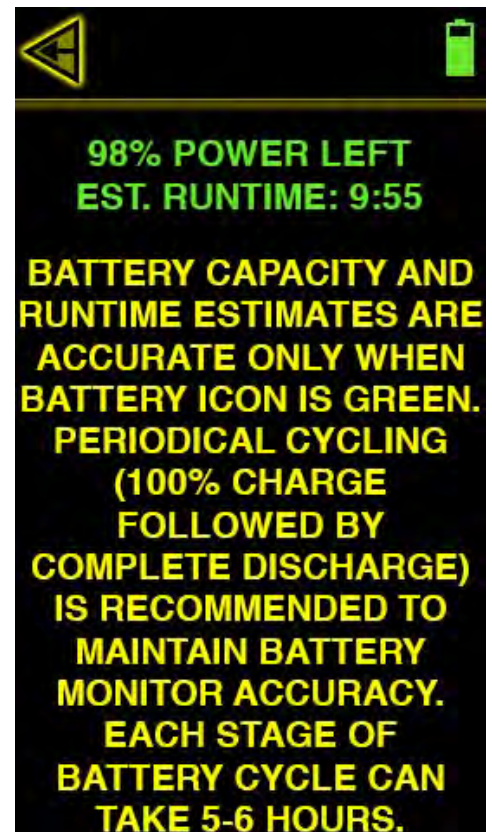 98% POWER LEFT
EST. RUNTIME: 9:55
BATTERY CAPACITY AND
RUNTIME ESTIMATES ARE
ACCURATE ONLY WHEN
BATTERY ICON IS GREEN.
PERIODICAL CYCLING
(100% CHARGE
FOLLOWED BY
COMPLETE DISCHARGE)
IS RECOMMENDED TO
MAINTAIN BATTERY
MONITOR ACCURACY.
EACH STAGE OF
BATTERY CYCLE CAN
TAKE 5-6 HOURS.